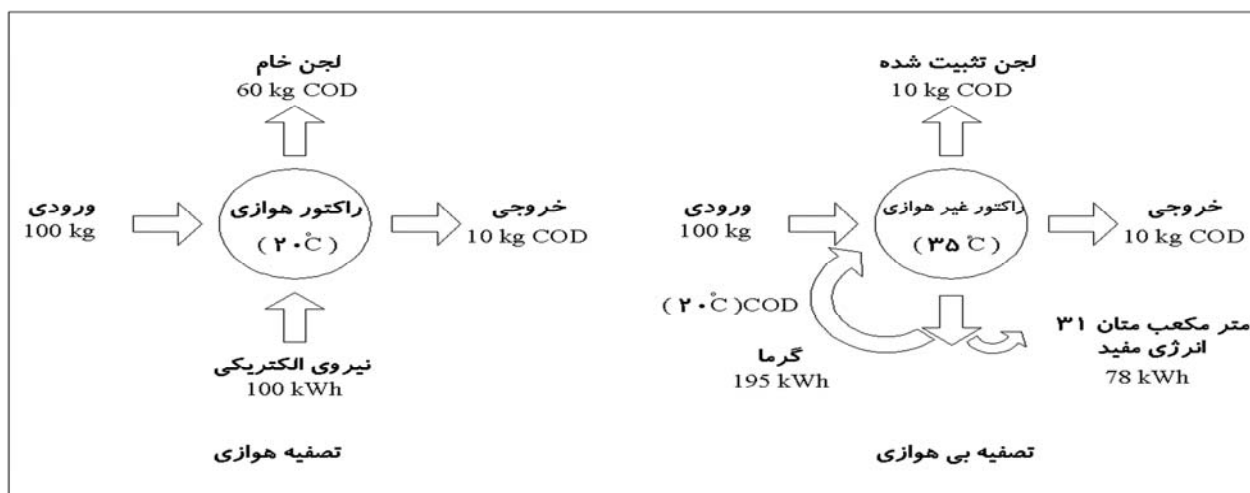 لجن خام
60 kg COD
ورودی
100 kg
راکتور هوازی
( ۲۰°C )
خروجی
10 kg COD
نیروی الکتریکی
100 kWh
تصفیه هوازی
لجن تثبیت شده
10 kg COD
ورودی
100 kg
راکتور غیر هوازی
( ۳۵°C )
خروجی
10 kg COD
( ۲۰°C )COD
گرما
195 kWh
متر مکعب متان ۳۱
انرژی مفید
78 kWh
تصفیه بی هوازی